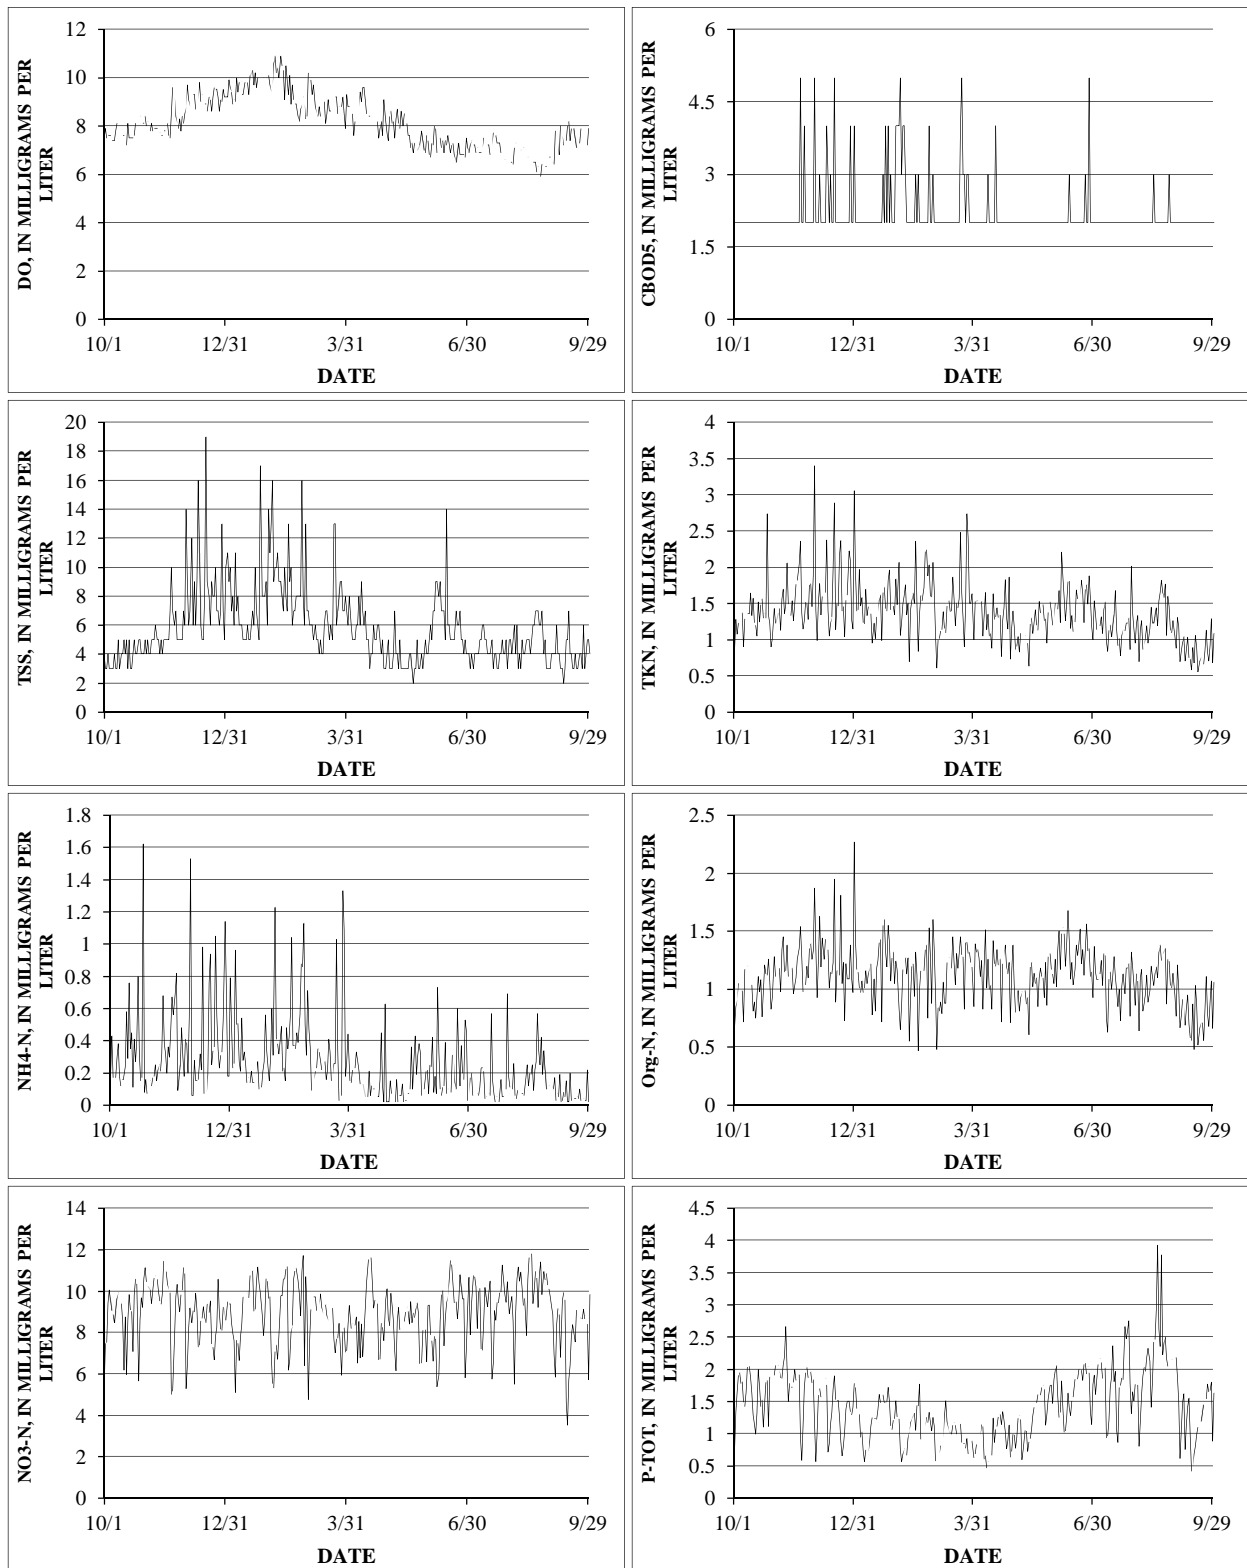 DO, IN MILLIGRAMS PER
LITER
12
10
8
6
4
2
0
10/1 12/31 3/31 6/30 9/29
DATE
CBOD5, IN MILLIGRAMS PER
LITER
6
4.5
3
1.5
0
10/1 12/31 3/31 6/30 9/29
DATE
TSS, IN MILLIGRAMS PER
LITER
20
18
16
14
12
10
8
6
4
2
0
10/1 12/31 3/31 6/30 9/29
DATE
TKN, IN MILLIGRAMS PER
LITER
4
3.5
3
2.5
2
1.5
1
0.5
0
10/1 12/31 3/31 6/30 9/29
DATE
NH4-N, IN MILLIGRAMS PER
LITER
1.8
1.6
1.4
1.2
1
0.8
0.6
0.4
0.2
0
10/1 12/31 3/31 6/30 9/29
DATE
Org-N, IN MILLIGRAMS PER
LITER
2.5
2
1.5
1
0.5
0
10/1 12/31 3/31 6/30 9/29
DATE
NO3-N, IN MILLIGRAMS PER
LITER
14
12
10
8
6
4
2
0
10/1 12/31 3/31 6/30 9/29
DATE
P-TOT, IN MILLIGRAMS PER
LITER
4.5
4
3.5
3
2.5
2
1.5
1
0.5
0
10/1 12/31 3/31 6/30 9/29
DATE